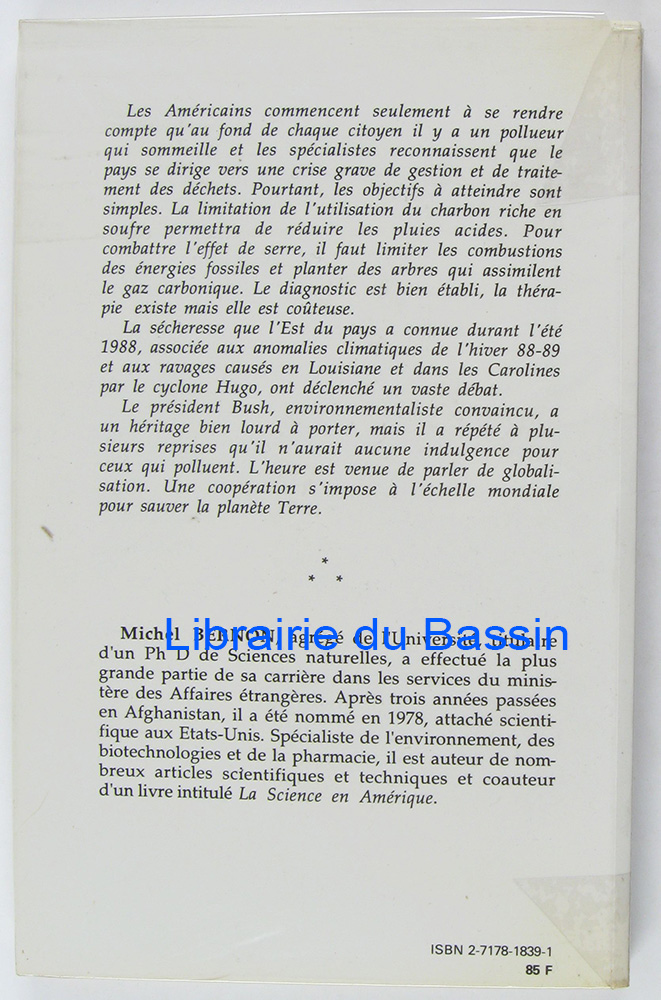 Les Américains commencent seulement à se rendre
compte qu'au fond de chaque citoyen il y a un pollueur
qui sommeille et les spécialistes reconnaissent que le
pays se dirige vers une crise grave de gestion et de traite-
ment des déchets. Pourtant, les objectifs à atteindre sont
simples. La limitation de l'utilisation du charbon riche en
soufre permettra de réduire les pluies acides. Pour
combattre l'effet de serre, il faut limiter les combustions
des énergies fossiles et planter des arbres qui assimilent
le gaz carbonique. Le diagnostic est bien établi, la théra-
pie existe mais elle est coûteuse.
La sécheresse que l'Est du pays a connue durant l'été
1988, associée aux anomalies climatiques de l'hiver 88-89
et aux ravages causés en Louisiane et dans les Carolines
par le cyclone Hugo, ont déclenché un vaste débat.
Le président Bush, environnementaliste convaincu, a
un héritage bien lourd à porter, mais il a répété à plu-
sieurs reprises qu'il n'aurait aucune indulgence pour
ceux qui polluent. L'heure est venue de parler de globali-
sation. Une coopération s'impose à l'échelle mondiale
pour sauver la planète Terre.
*
* *
Michel BERNON, agrégé de l'Université, titulaire
Librairie du Bassin
d'un Ph D de Sciences naturelles, a effectué la plus
grande partie de sa carrière dans les services du minis-
tère des Affaires étrangères. Après trois années passées
en Afghanistan, il a été nommé en 1978, attaché scienti-
fique aux Etats-Unis. Spécialiste de l'environnement, des
biotechnologies et de la pharmacie, il est auteur de nom-
breux articles scientifiques et techniques et coauteur
d'un livre intitulé La Science en Amérique.
ISBN 2-7178-1839-1
85 F